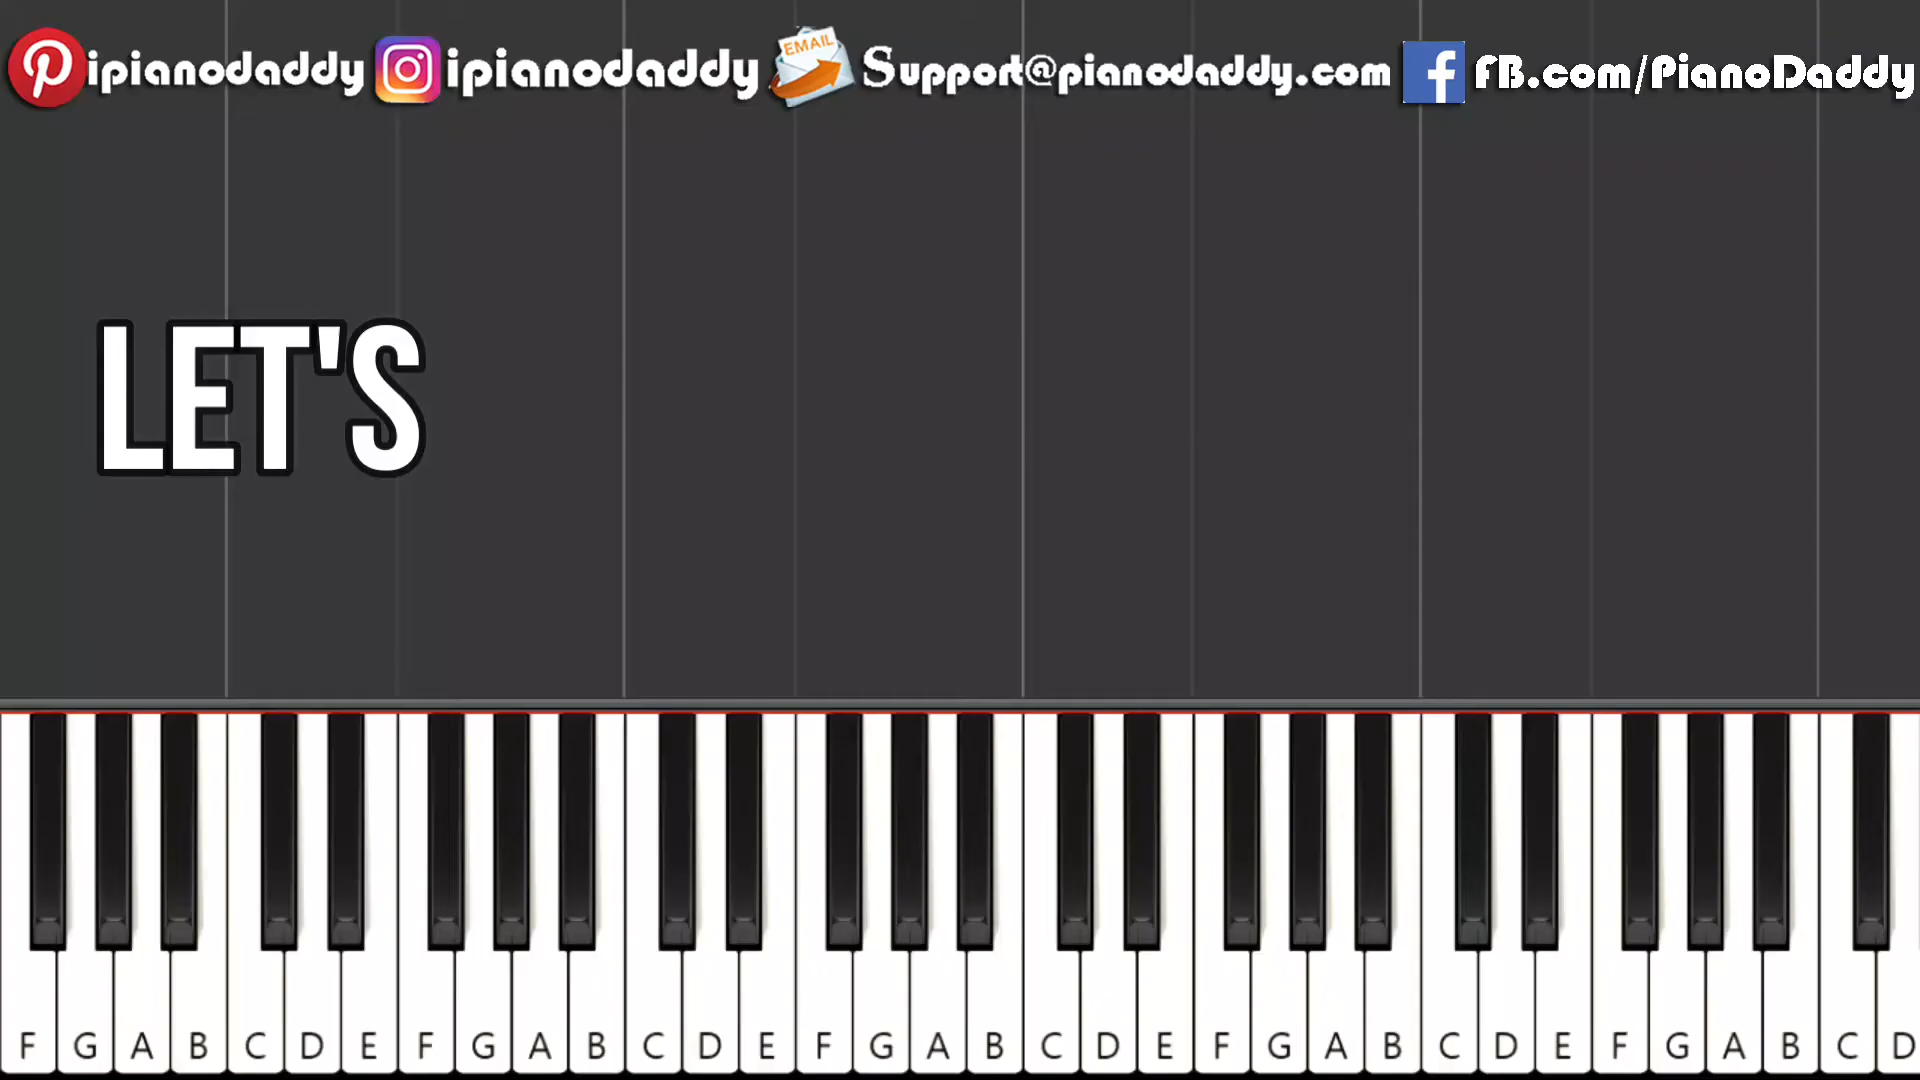 ipianodaddy ipianodaddy EMAIL Support@pianodaddy.com FB.com/PianoDaddy
LET'S
F G A B C D E F G A B C D E F G A B C D E F G A B C D E F G A B C D